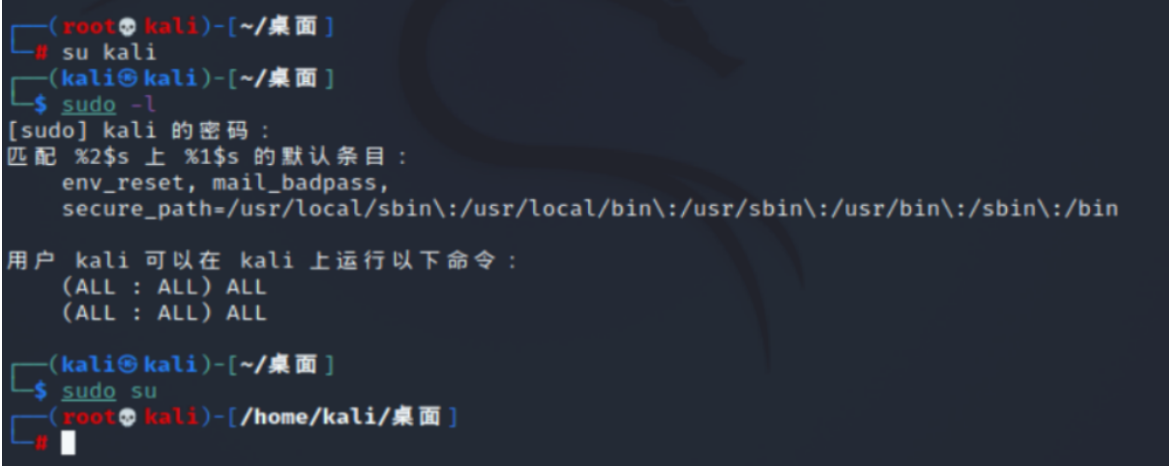 ┌──(root💀kali)-[~/桌面]
└─# su kali
┌──(kali㉿kali)-[~/桌面]
└─$ sudo -l
[sudo] kali 的密码：
匹配 %2$s 上 %1$s 的默认条目：
    env_reset, mail_badpass,
    secure_path=/usr/local/sbin\:/usr/local/bin\:/usr/sbin\:/usr/bin\:/sbin\:/bin
用户 kali 可以在 kali 上运行以下命令：
    (ALL : ALL) ALL
    (ALL : ALL) ALL
┌──(kali㉿kali)-[~/桌面]
└─$ sudo su
┌──(root💀kali)-[/home/kali/桌面]
└─#